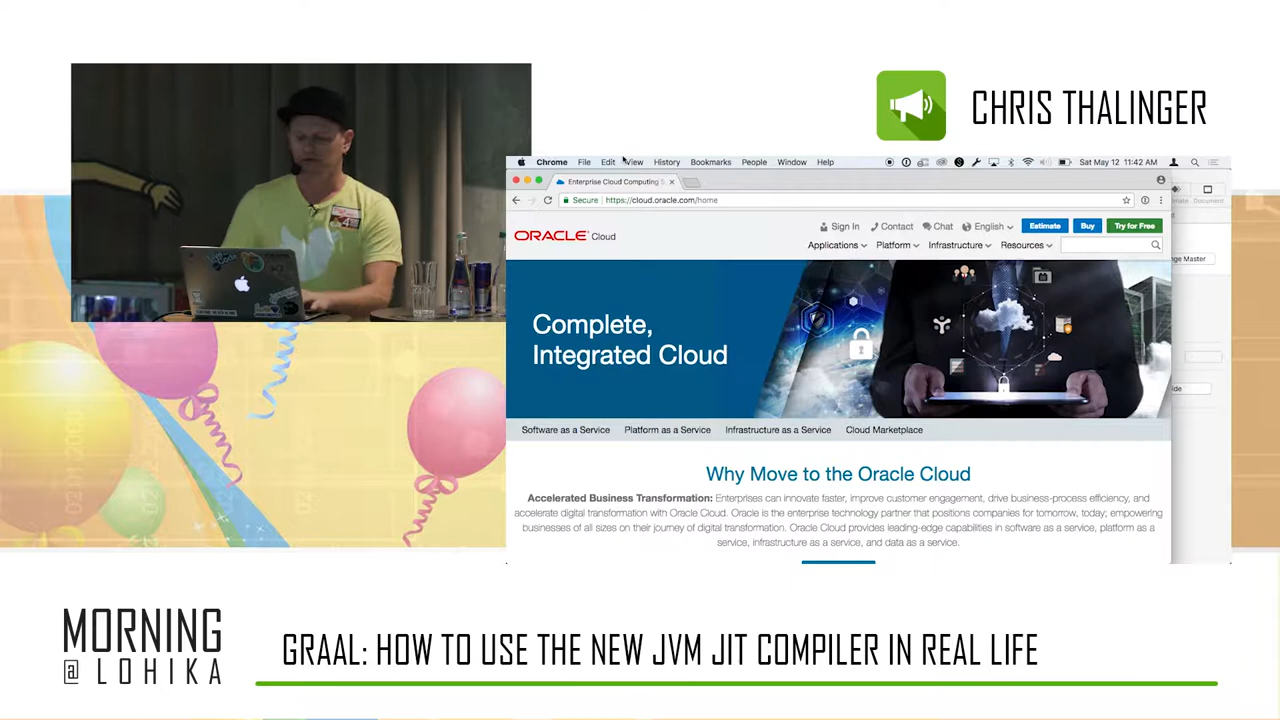 CHRIS THALINGER
Chrome File Edit View History Bookmarks People Window Help Sat May 12 11:42 AM
Enterprise Cloud Computing S
Secure https://cloud.oracle.com/home
Sign In Contact Chat English Estimate Buy Try for Free
ORACLE Cloud
Applications Platform Infrastructure Resources
Complete,
Integrated Cloud
Software as a Service Platform as a Service Infrastructure as a Service Cloud Marketplace
Why Move to the Oracle Cloud
Accelerated Business Transformation: Enterprises can innovate faster, improve customer engagement, drive business-process efficiency, and
accelerate digital transformation with Oracle Cloud. Oracle is the enterprise technology partner that positions companies for tomorrow, today; empowering
businesses of all sizes on their journey of digital transformation. Oracle Cloud provides leading-edge capabilities in software as a service, platform as a
service, infrastructure as a service, and data as a service.
MORNING
@LOHIKA
GRAAL: HOW TO USE THE NEW JVM JIT COMPILER IN REAL LIFE